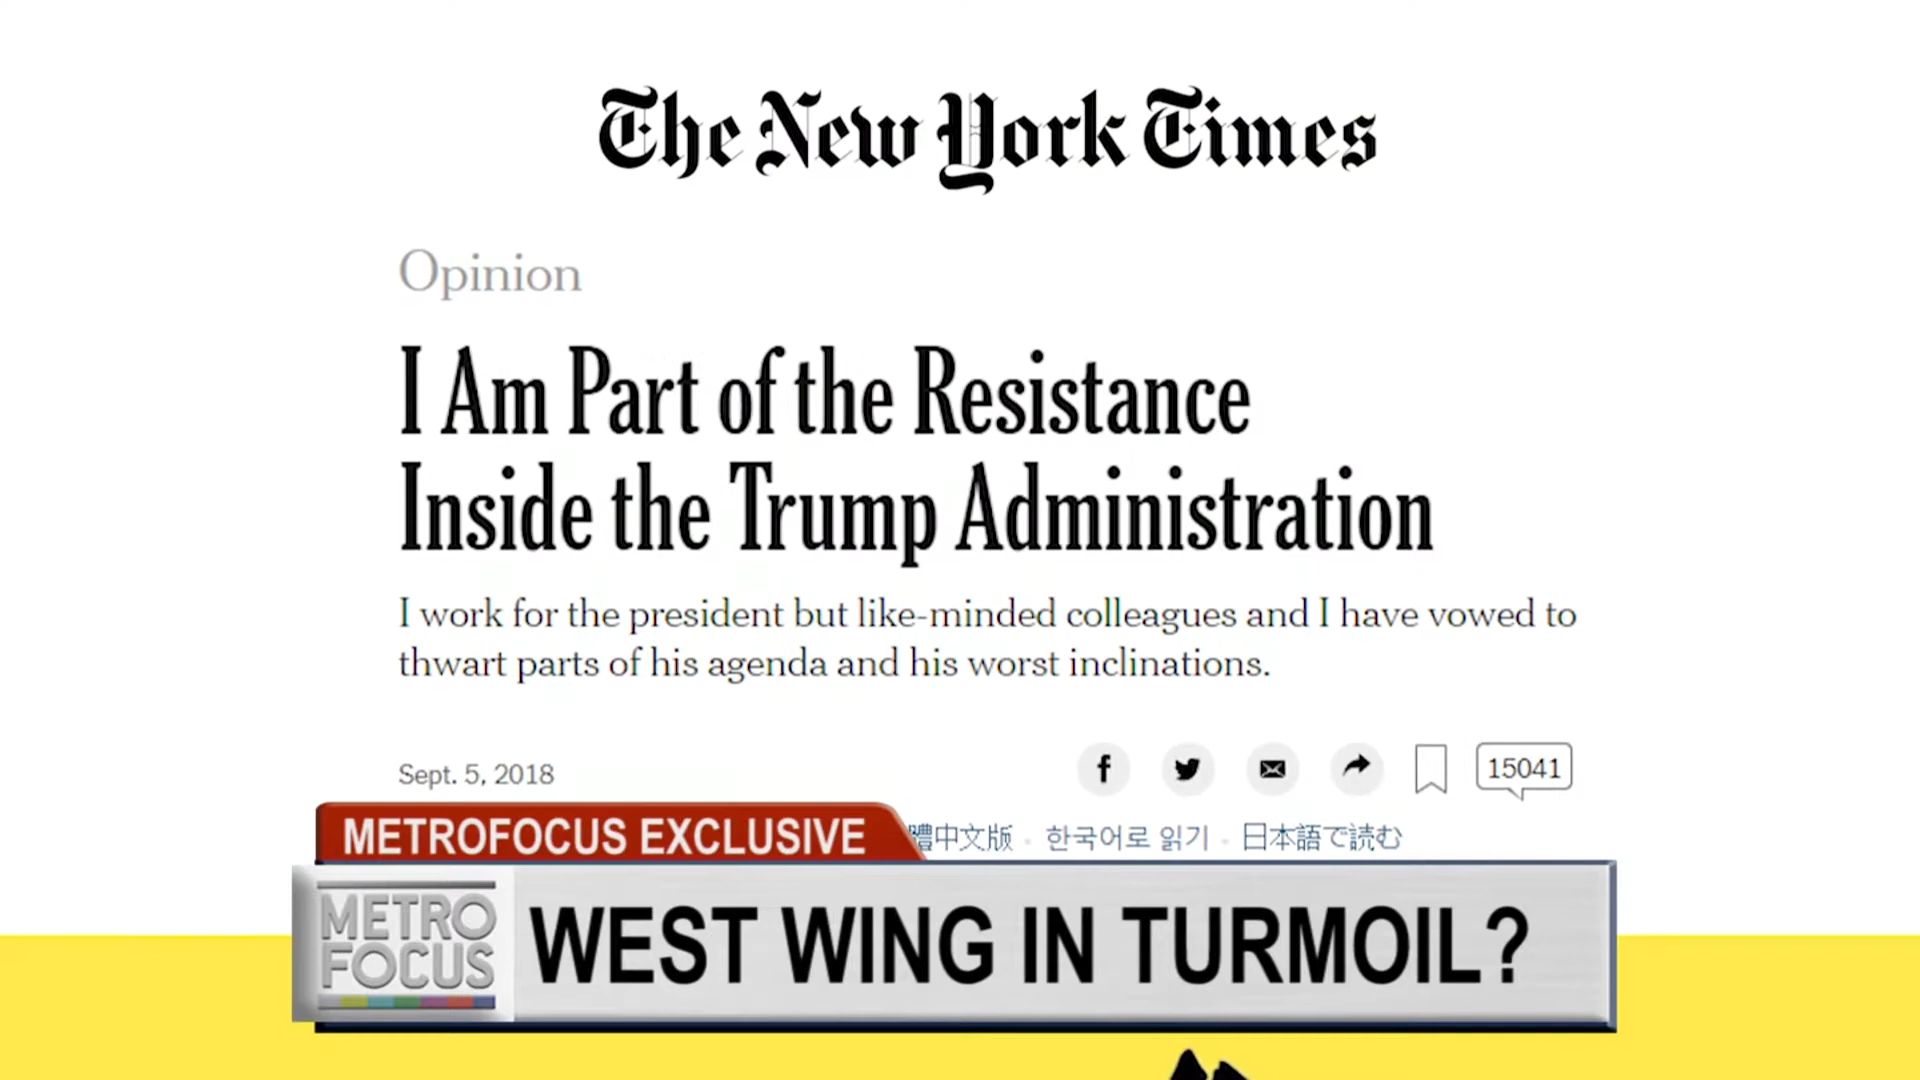 The New York Times
Opinion
I Am Part of the Resistance
Inside the Trump Administration
I work for the president but like-minded colleagues and I have vowed to
thwart parts of his agenda and his worst inclinations.
Sept. 5, 2018
15041
體中文版 · 한국어로 읽기 · 日本語で読む
METROFOCUS EXCLUSIVE
METRO
FOCUS
WEST WING IN TURMOIL?